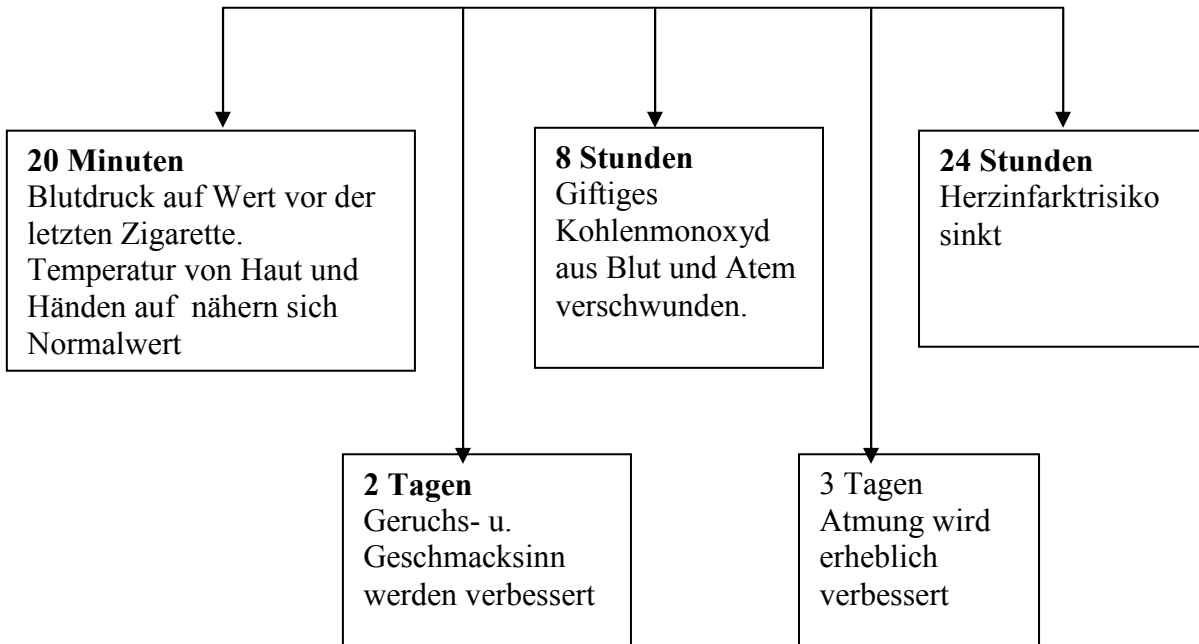 20 Minuten
Blutdruck auf Wert vor der
letzten Zigarette.
Temperatur von Haut und
Händen auf  nähern sich
Normalwert
8 Stunden
Giftiges
Kohlenmonoxyd
aus Blut und Atem
verschwunden.
24 Stunden
Herzinfarktrisiko
sinkt
2 Tagen
Geruchs- u.
Geschmacksinn
werden verbessert
3 Tagen
Atmung wird
erheblich
verbessert